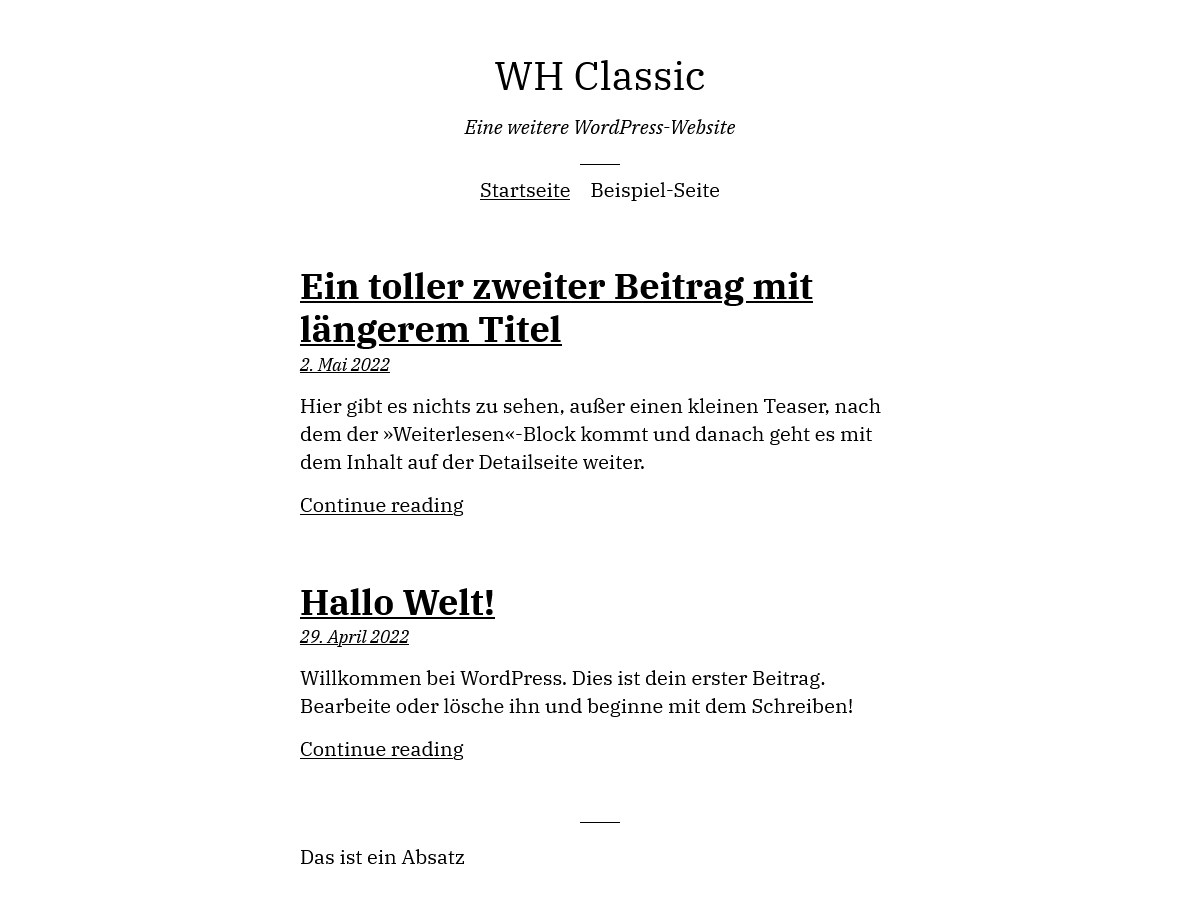 WH Classic
Eine weitere WordPress-Website
Startseite Beispiel-Seite
Ein toller zweiter Beitrag mit
längerem Titel
2. Mai 2022
Hier gibt es nichts zu sehen, außer einen kleinen Teaser, nach
dem der »Weiterlesen«-Block kommt und danach geht es mit
dem Inhalt auf der Detailseite weiter.
Continue reading
Hallo Welt!
29. April 2022
Willkommen bei WordPress. Dies ist dein erster Beitrag.
Bearbeite oder lösche ihn und beginne mit dem Schreiben!
Continue reading
Das ist ein Absatz